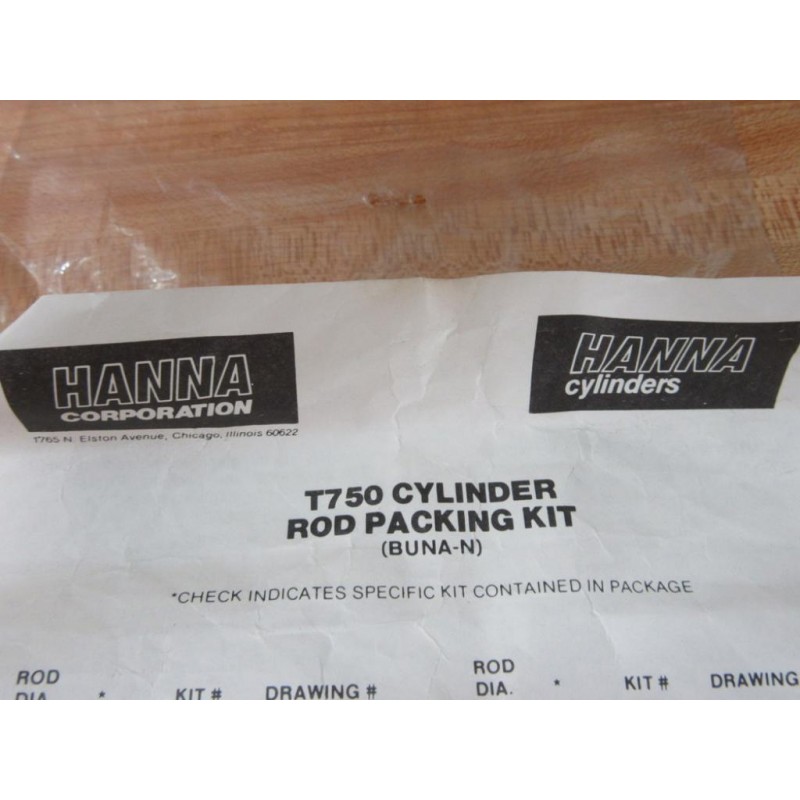 HANNA
CORPORATION
1765 N. Elston Avenue, Chicago, Illinois 60622
HANNA
cylinders
T750 CYLINDER
ROD PACKING KIT
(BUNA-N)
*CHECK INDICATES SPECIFIC KIT CONTAINED IN PACKAGE
ROD
DIA. * KIT # DRAWING #
ROD
DIA. * KIT # DRAWING